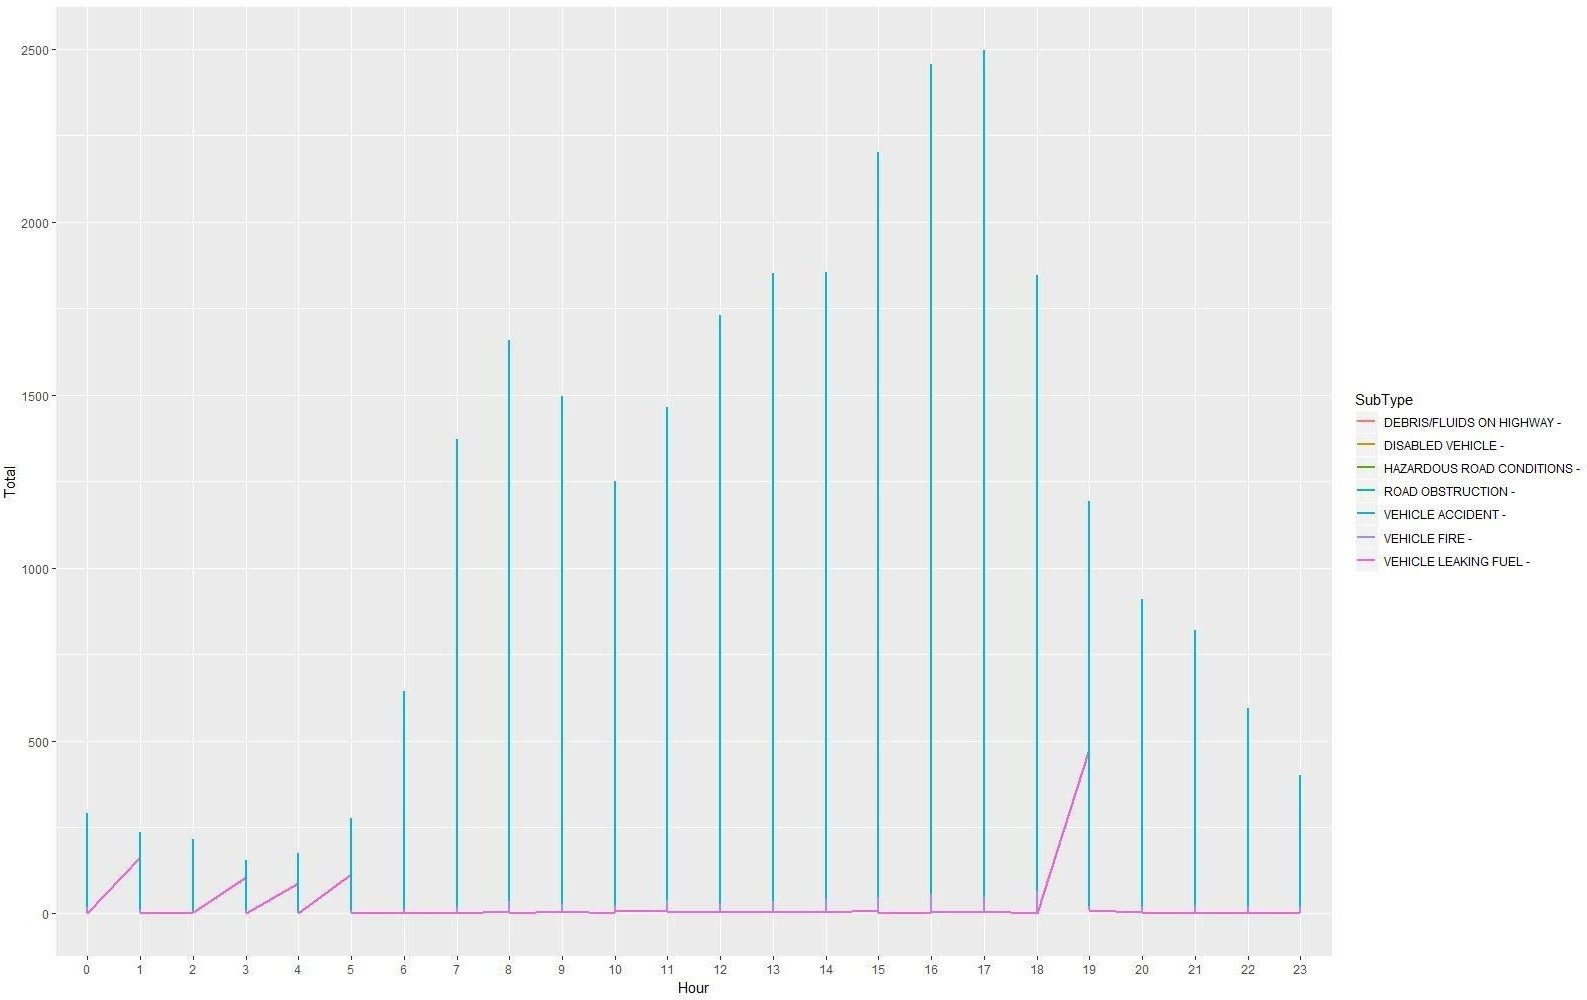 2500
2000
1500
1000
500
0
Total
0 1 2 3 4 5 6 7 8 9 10 11 12 13 14 15 16 17 18 19 20 21 22 23
Hour
SubType
DEBRIS/FLUIDS ON HIGHWAY -
DISABLED VEHICLE -
HAZARDOUS ROAD CONDITIONS -
ROAD OBSTRUCTION -
VEHICLE ACCIDENT -
VEHICLE FIRE -
VEHICLE LEAKING FUEL -